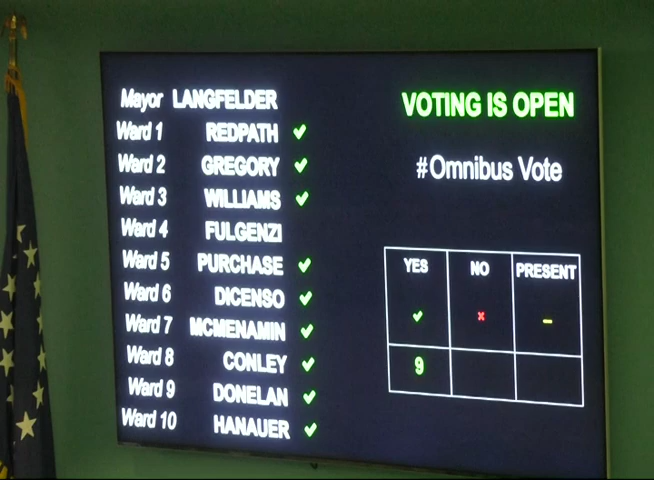 Mayor LANGFELDER
Ward 1 REDPATH ✓
Ward 2 GREGORY ✓
Ward 3 WILLIAMS ✓
Ward 4 FULGENZI
Ward 5 PURCHASE ✓
Ward 6 DICENSO ✓
Ward 7 MCMENAMIN ✓
Ward 8 CONLEY ✓
Ward 9 DONELAN ✓
Ward 10 HANAUER ✓
VOTING IS OPEN
#Omnibus Vote
YES NO PRESENT
✓ x –
9